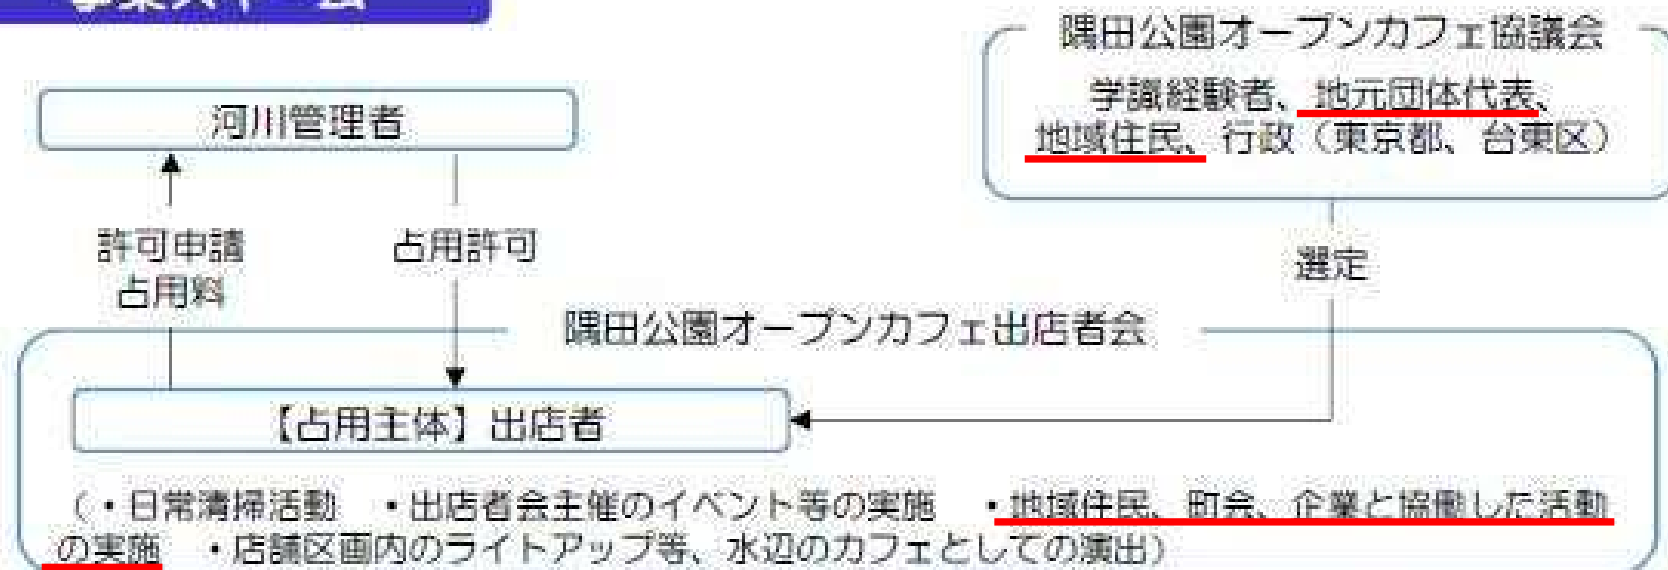 事業スキーム
隅田公園オープンカフェ協議会
学識経験者、地元団体代表、
地域住民、行政（東京都、台東区）
河川管理者
許可申請
占用料
占用許可
選定
隅田公園オープンカフェ出店者会
【占用主体】出店者
（・日常清掃活動　・出店者会主催のイベント等の実施　・地域住民、町会、企業と協働した活動
の実施　・店舗区画内のライトアップ等、水辺のカフェとしての演出）